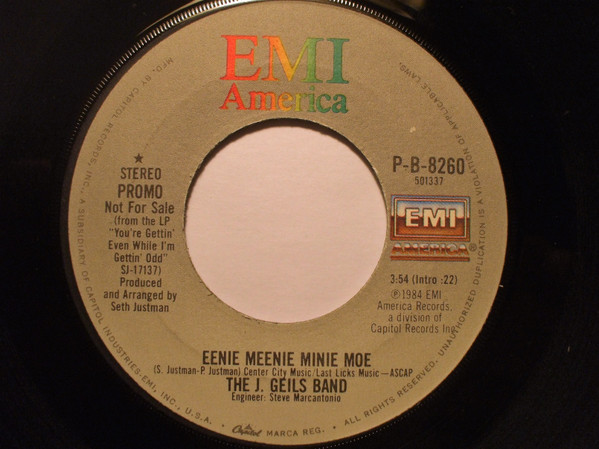 EMI
America
★
STEREO
PROMO
Not For Sale
(from the LP
"You're Gettin'
Even While I'm
Gettin' Odd"
SJ-17137)
Produced
and Arranged by
Seth Justman
P-B-8260
501337
EMI
AMERICA®
3:54 (Intro :22)
℗1984 EMI
America Records,
a division of
Capitol Records Inc.
EENIE MEENIE MINIE MOE
(S. Justman-P. Justman) Center City Music/Last Licks Music—ASCAP
THE J. GEILS BAND
Engineer: Steve Marcantonio
MFD. BY CAPITOL RECORDS, INC., A SUBSIDIARY OF CAPITOL INDUSTRIES-EMI, INC., U.S.A.
Capitol MARCA REG.
UNAUTHORIZED DUPLICATION IS A VIOLATION OF APPLICABLE LAWS.